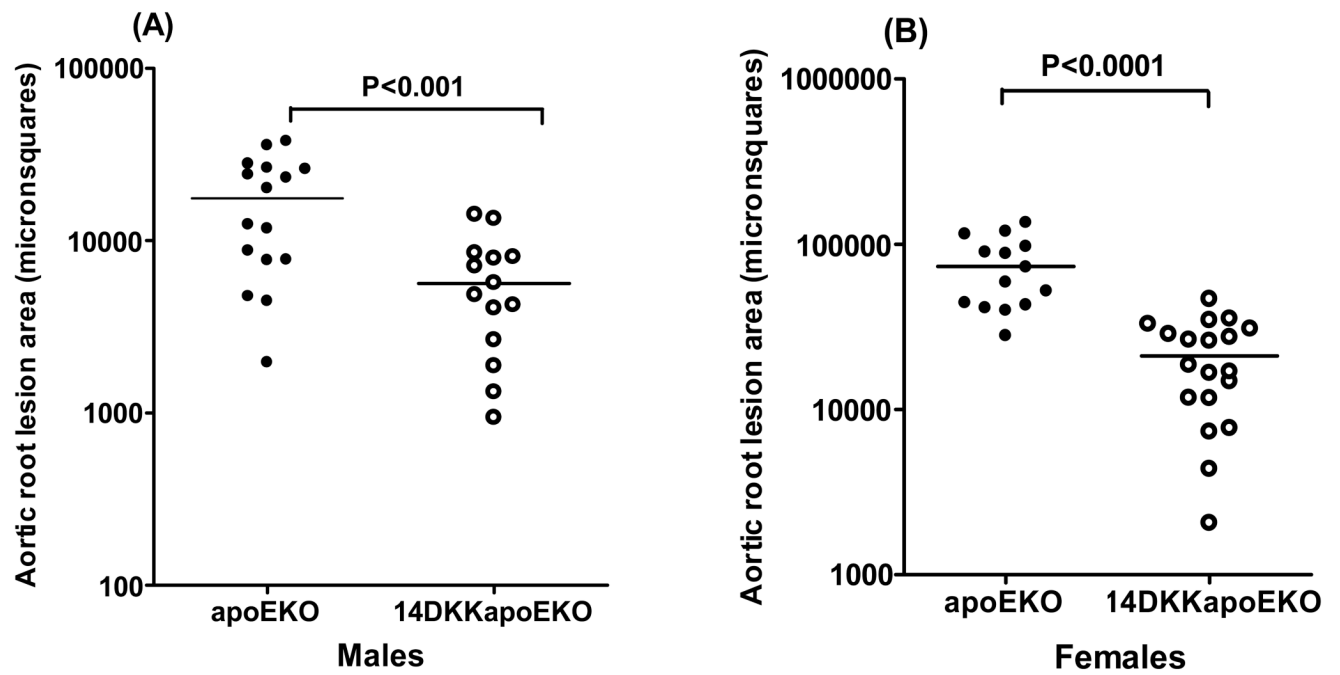 (A)
P<0.001
100000
10000
1000
100
Aortic root lesion area (micronsquares)
apoEKO 14DKKapoEKO
Males
(B)
P<0.0001
1000000
100000
10000
1000
Aortic root lesion area (micronsquares)
apoEKO 14DKKapoEKO
Females